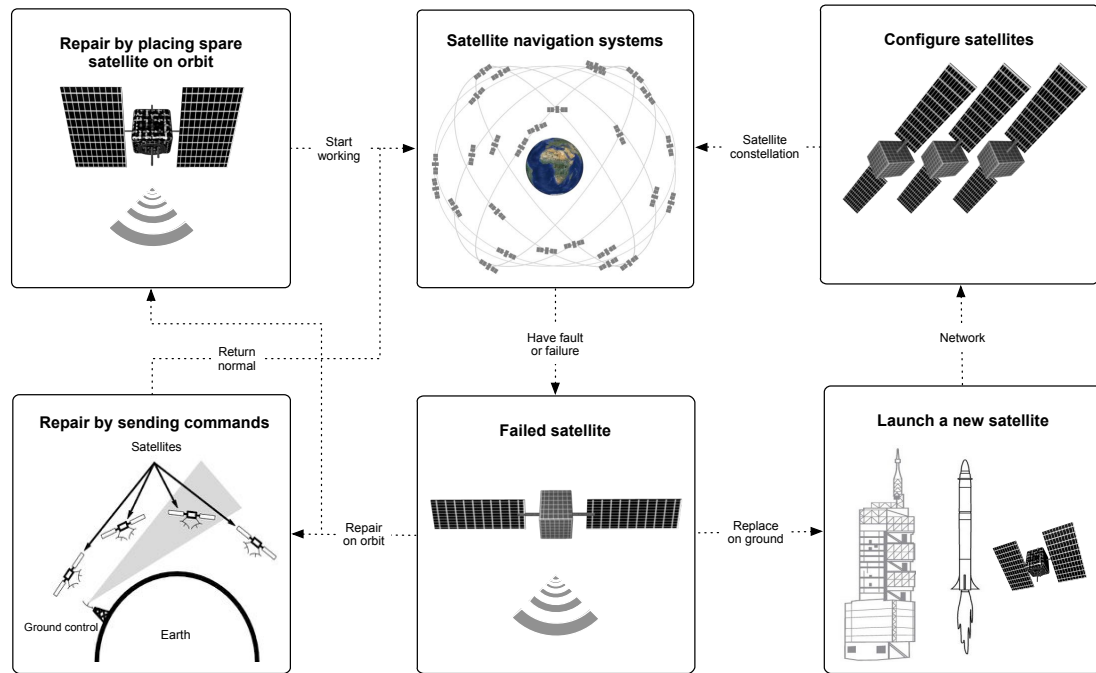 Repair by placing spare
satellite on orbit
Satellite navigation systems
Configure satellites
Start
working
Satellite
constellation
Return
normal
Have fault
or failure
Network
Repair by sending commands
Satellites
Ground control
Earth
Repair
on orbit
Failed satellite
Replace
on ground
Launch a new satellite